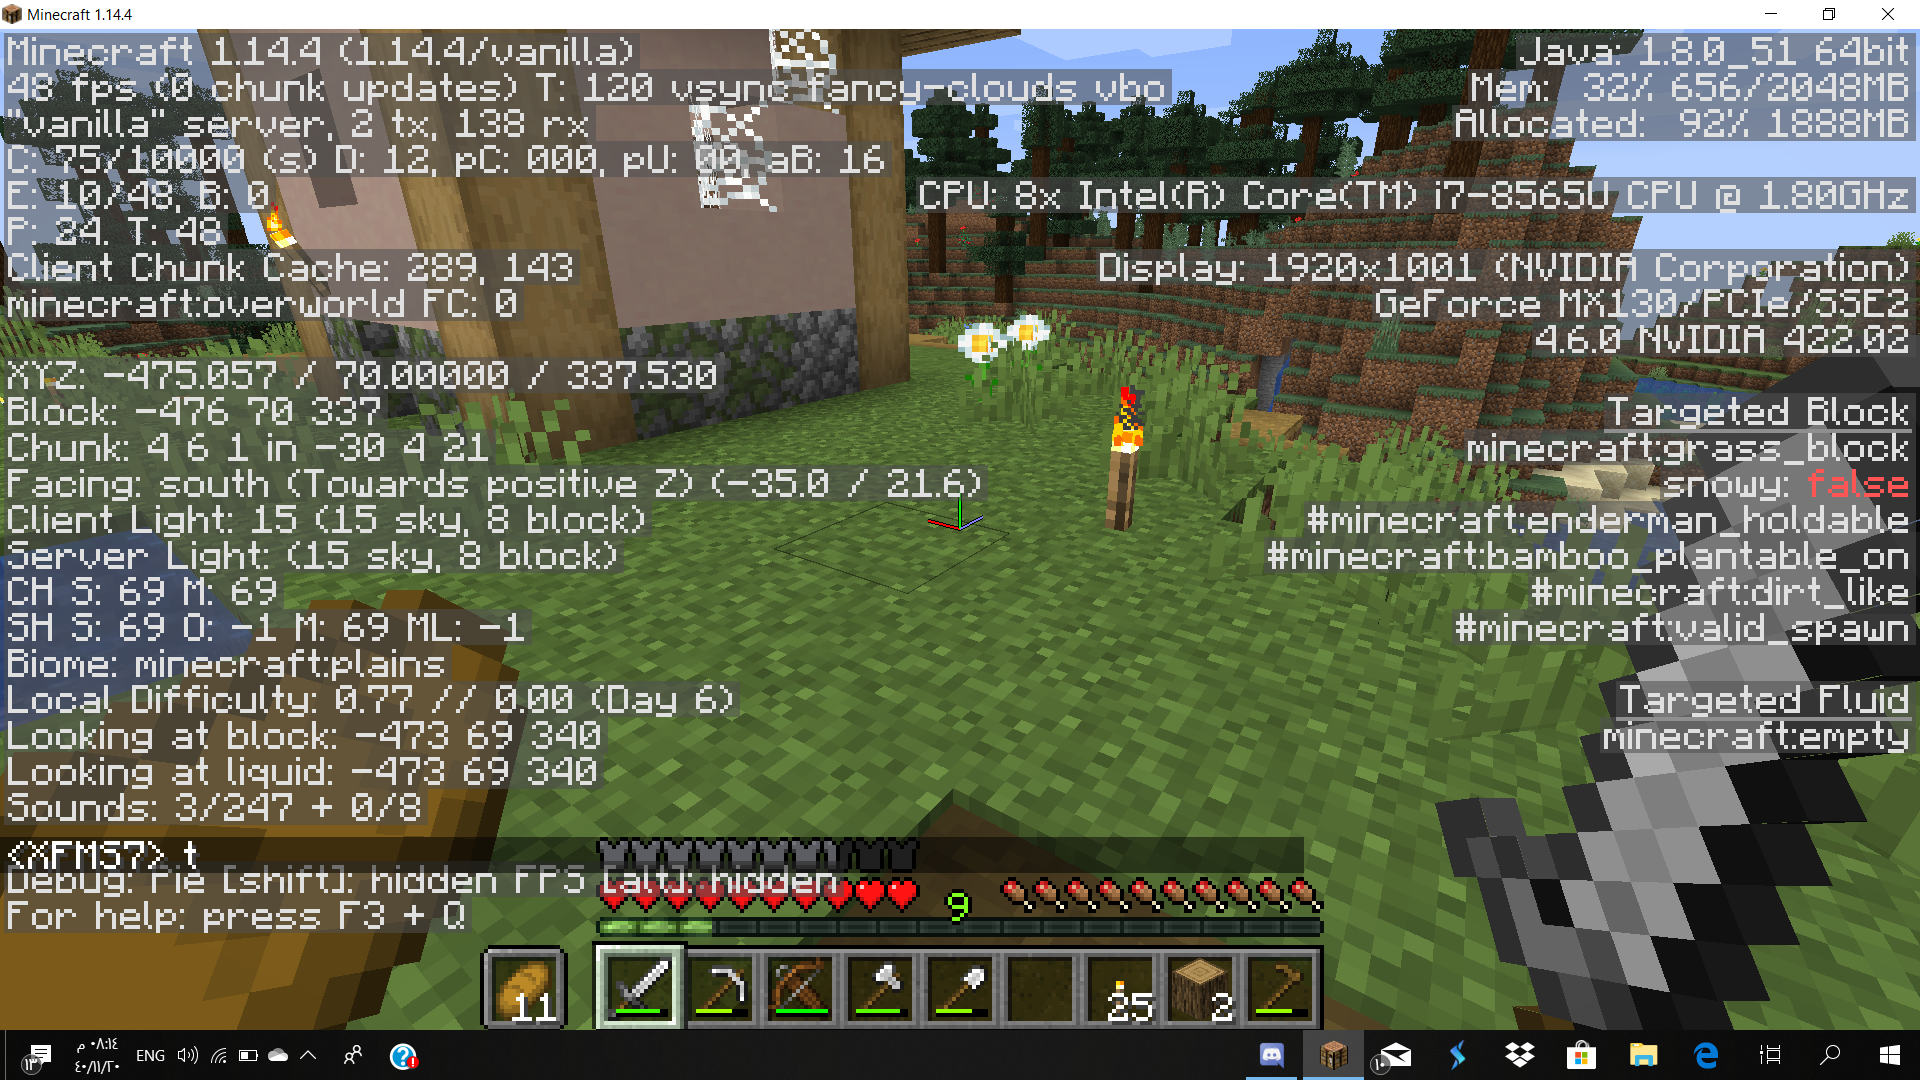 Minecraft 1.14.4
Minecraft 1.14.4 (1.14.4/vanilla)
48 fps (0 chunk updates) T: 120 vsync fancy-clouds vbo
"vanilla" server, 2 tx, 138 rx
C: 75/10000 (s) D: 12, pC: 000, pU: 00, aB: 16
E: 10/48, B: 0
P: 84. T: 48
Client Chunk Cache: 289, 143
minecraft:overworld FC: 0
XYZ: -475.057 / 70.00000 / 337.530
Block: -476 70 337
Chunk: 4 6 1 in -30 4 21
Facing: south (Towards positive Z) (-35.0 / 21.6)
Client Light: 15 (15 sky, 8 block)
Server Light: (15 sky, 8 block)
CH S: 69 M: 69
SH S: 69 O: -1 M: 69 ML: -1
Biome: minecraft:plains
Local Difficulty: 0.77 // 0.00 (Day 6)
Looking at block: -473 69 340
Looking at liquid: -473 69 340
Sounds: 3/247 + 0/8
<XFM57> t
Debug: Pie [shift]: hidden FPS [alt]: hidden
For help: press F3 + Q
Java: 1.8.0_51 64bit
Mem: 32% 656/2048MB
Allocated: 92% 1888MB
CPU: 8x Intel(R) Core(TM) i7-8565U CPU @ 1.80GHz
Display: 1920x1001 (NVIDIA Corporation)
GeForce MX130/PCIe/SSE2
4.6.0 NVIDIA 422.02
Targeted Block
minecraft:grass_block
snowy: false
#minecraft:enderman_holdable
#minecraft:bamboo_plantable_on
#minecraft:dirt_like
#minecraft:valid_spawn
Targeted Fluid
minecraft:empty
9
11
25
2
١٣
٠٨:١٤ م
٤٠/١١/٢٠
ENG
١٠